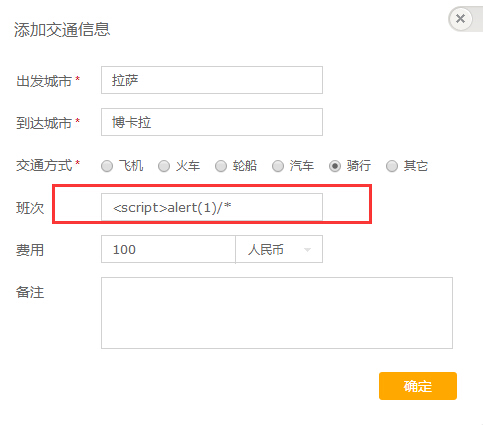 添加交通信息
出发城市* 拉萨
到达城市* 博卡拉
交通方式* 飞机 火车 轮船 汽车 骑行 其它
班次 <script>alert(1)/*
费用 100 人民币
备注
确定